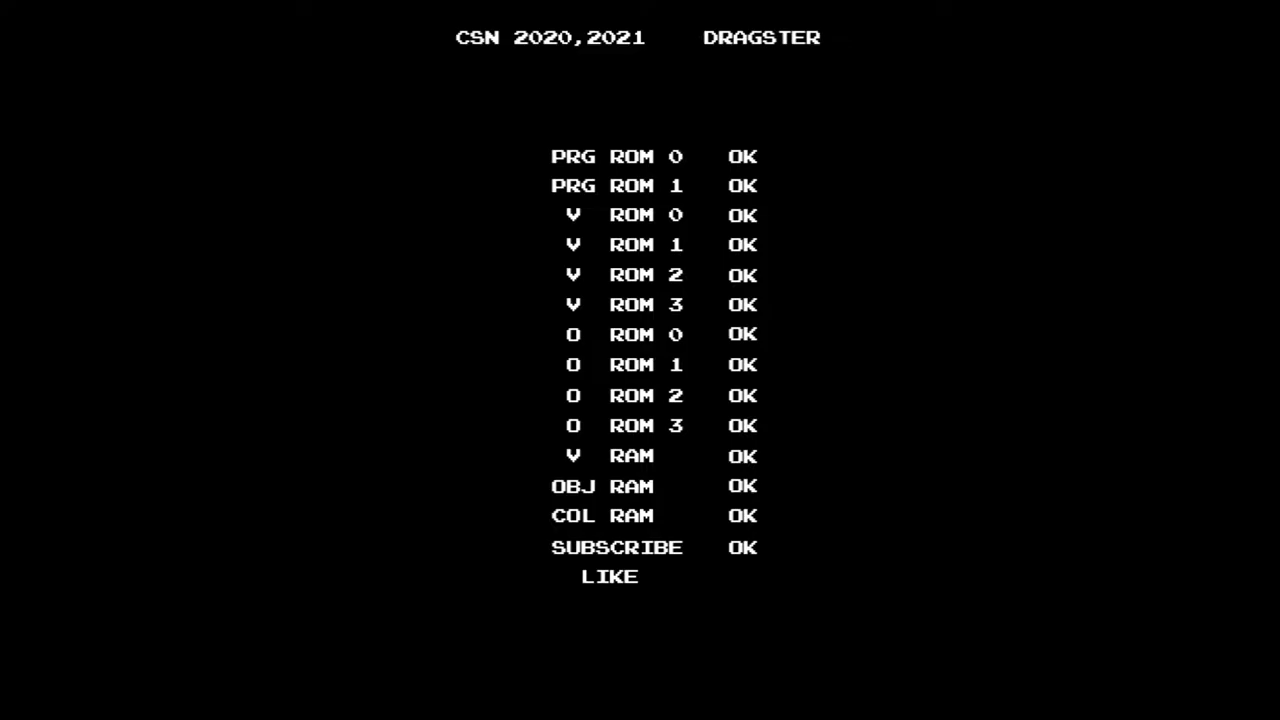 CSN 2020,2021 DRAGSTER
PRG ROM 0 OK
PRG ROM 1 OK
V ROM 0 OK
V ROM 1 OK
V ROM 2 OK
V ROM 3 OK
O ROM 0 OK
O ROM 1 OK
O ROM 2 OK
O ROM 3 OK
V RAM OK
OBJ RAM OK
COL RAM OK
SUBSCRIBE OK
LIKE